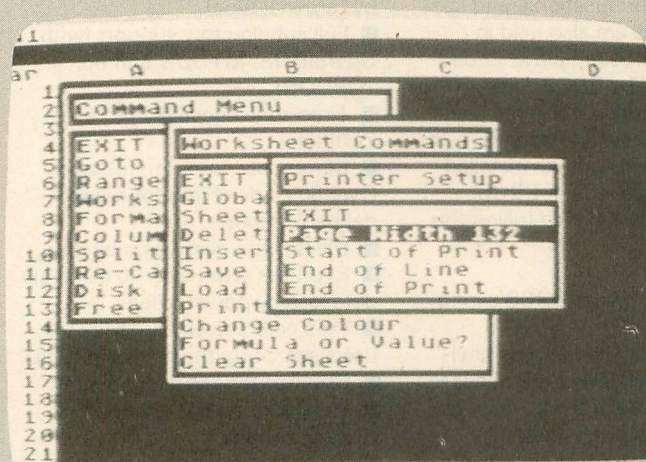 .1
ar A B C D
1
2 Command Menu
3
4 EXIT Worksheet Commands
5 Goto
6 Range EXIT Printer Setup
7 Works Globa
8 Forma Sheet EXIT
9 Colum Delet Page Width 132
10 Split Inser Start of Print
11 Re-Ca Save End of Line
12 Disk Load End of Print
13 Free Print
14 Change Colour
15 Formula or Value?
16 Clear Sheet
17
18
19
20
21